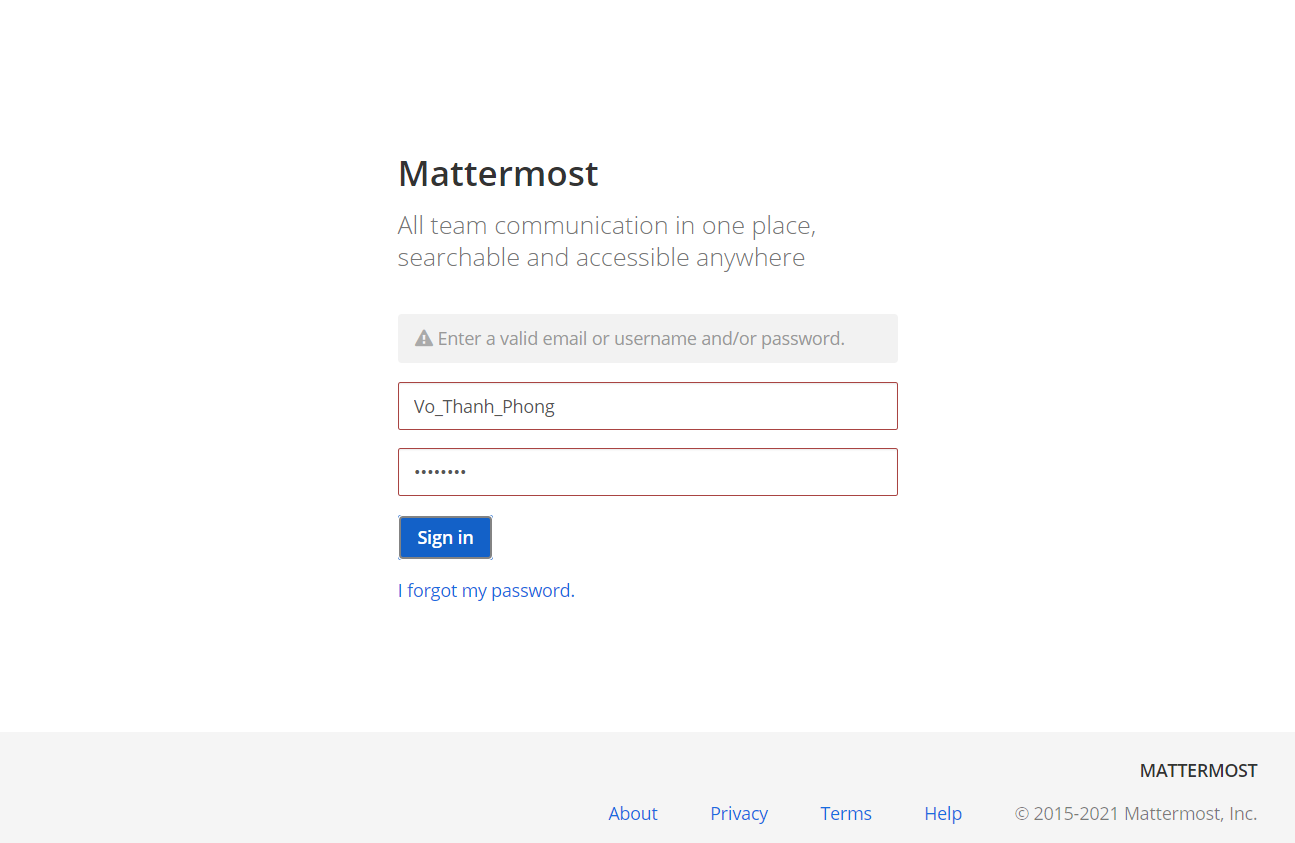 Mattermost
All team communication in one place,
searchable and accessible anywhere
Enter a valid email or username and/or password.
Vo_Thanh_Phong
••••••••
Sign in
I forgot my password.
MATTERMOST
About Privacy Terms Help © 2015-2021 Mattermost, Inc.